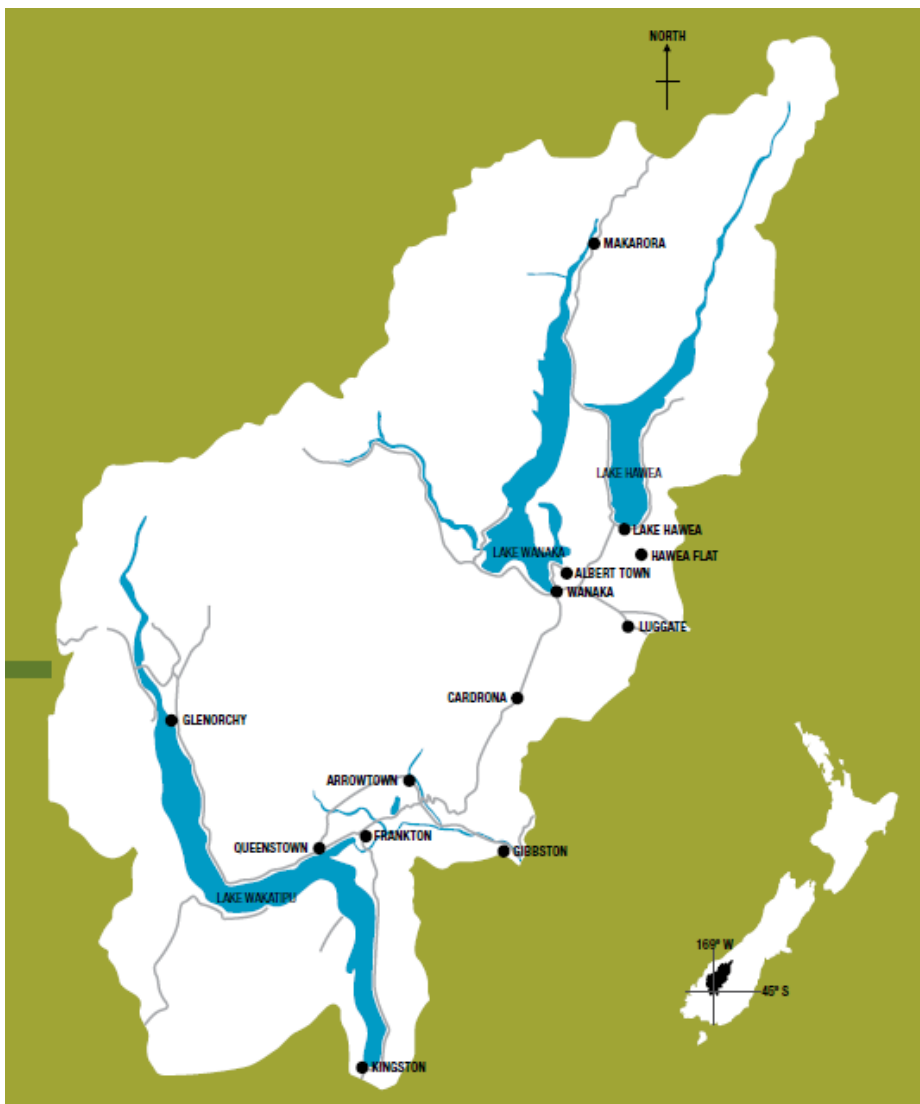 NORTH
MAKARORA
LAKE HAWEA
LAKE HAWEA
LAKE WANAKA
HAWEA FLAT
ALBERT TOWN
WANAKA
LUGGATE
CARDRONA
GLENORCHY
ARROWTOWN
FRANKTON
QUEENSTOWN
GIBBSTON
LAKE WAKATIPU
169° W
45° S
KINGSTON